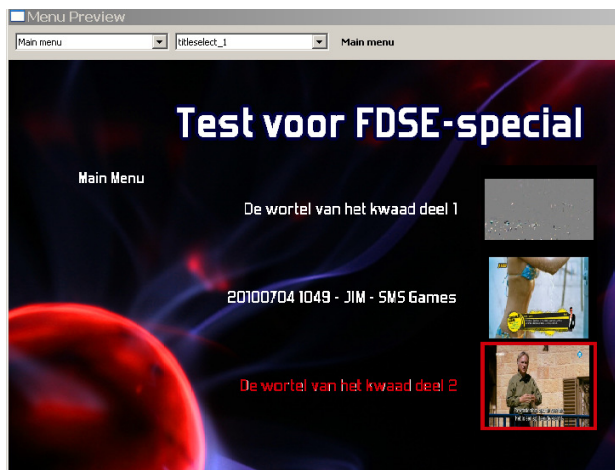 Menu Preview
Main menu
titleselect_1
Main menu
Test voor FDSE-special
Main Menu
De wortel van het kwaad deel 1
20100704 1049 - JIM - SMS Games
De wortel van het kwaad deel 2